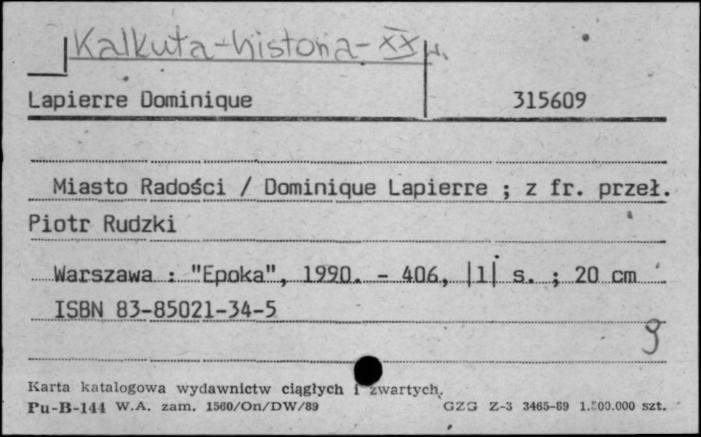 Kalkuta-historia-XX w.
Lapierre Dominique 315609
Miasto Radości / Dominique Lapierre ; z fr. przeł.
Piotr Rudzki
Warszawa : "Epoka", 1990. - 406, |1| s. ; 20 cm
ISBN 83-85021-34-5
9
Karta katalogowa wydawnictw ciągłych i zwartych,
Pu-B-144 W.A. zam. 1560/On/DW/89 GZG Z-3 3465-89 1.500.000 szt.